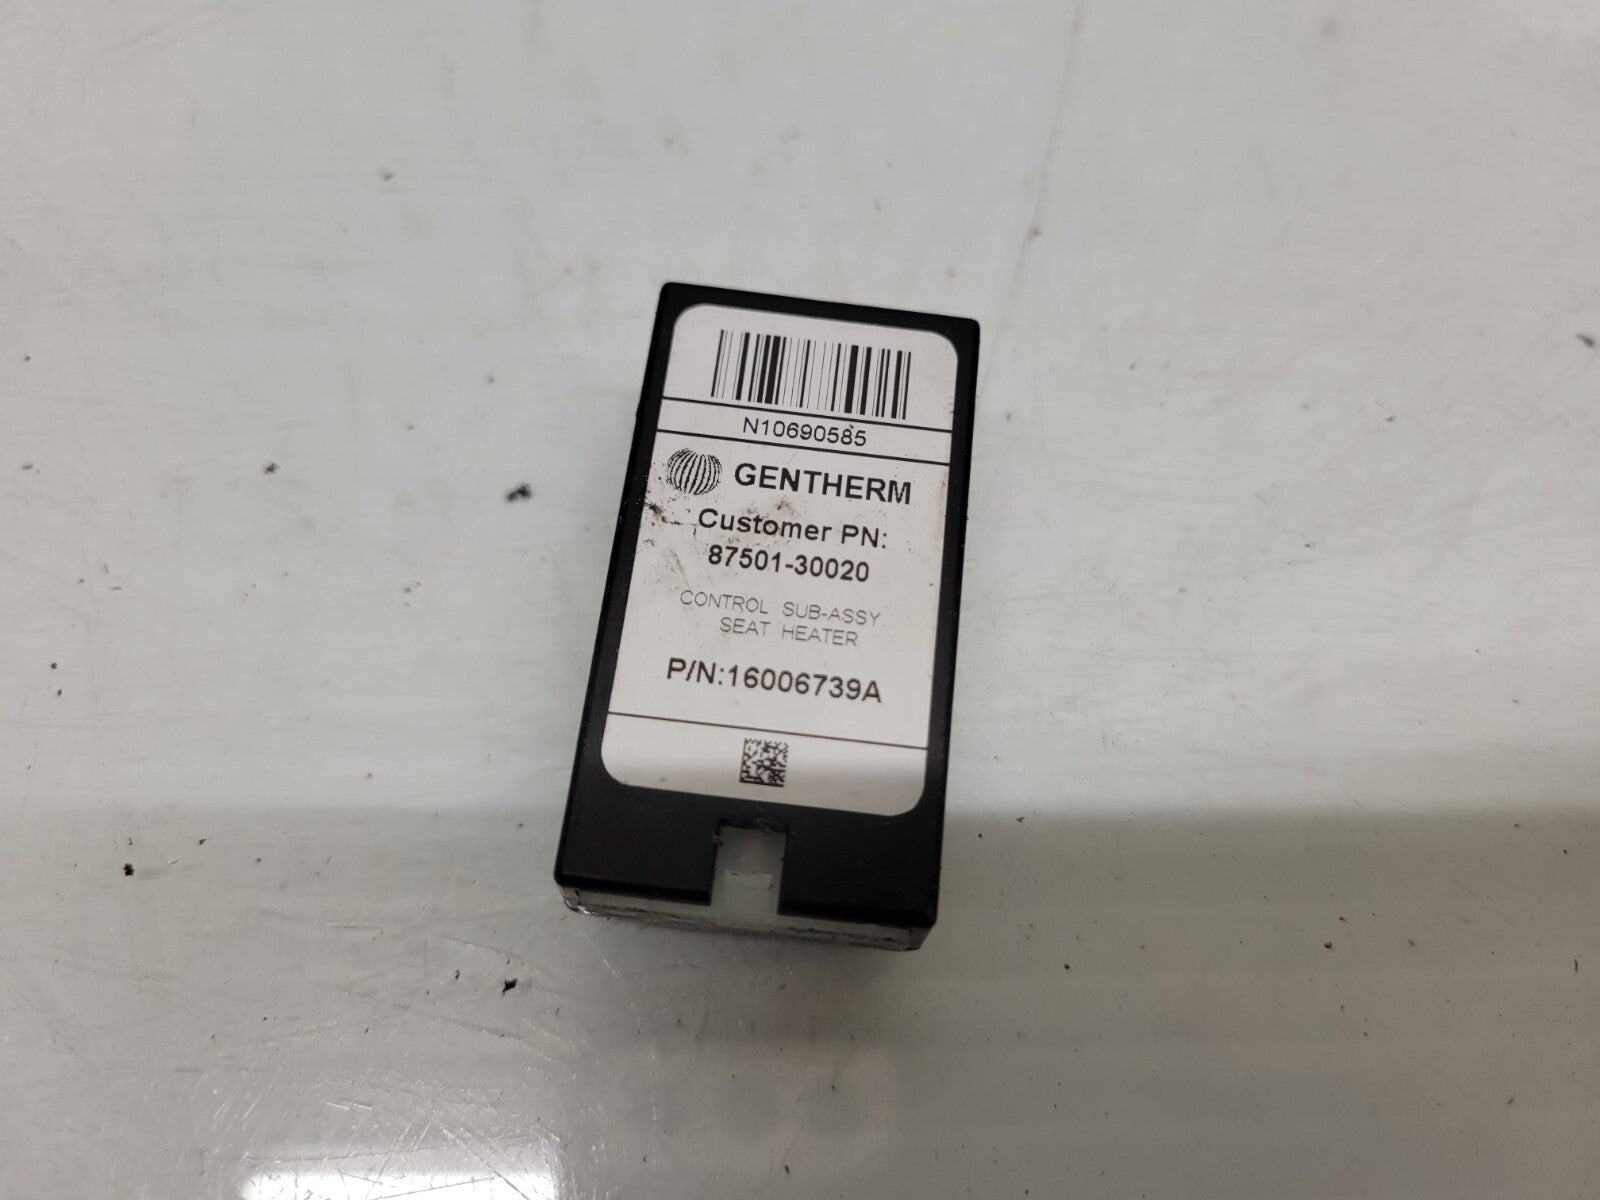 N10690585
GENTHERM
Customer PN:
87501-30020
CONTROL SUB-ASSY.
SEAT HEATER
P/N:16006739A